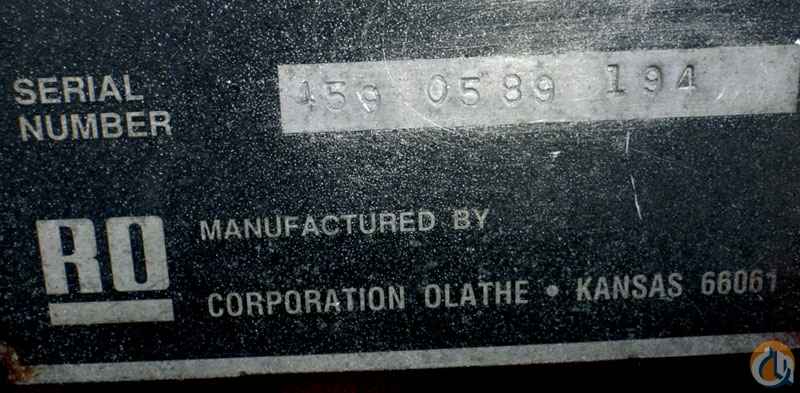 SERIAL
NUMBER
459 0589 194
RO
MANUFACTURED BY
CORPORATION OLATHE • KANSAS 66061